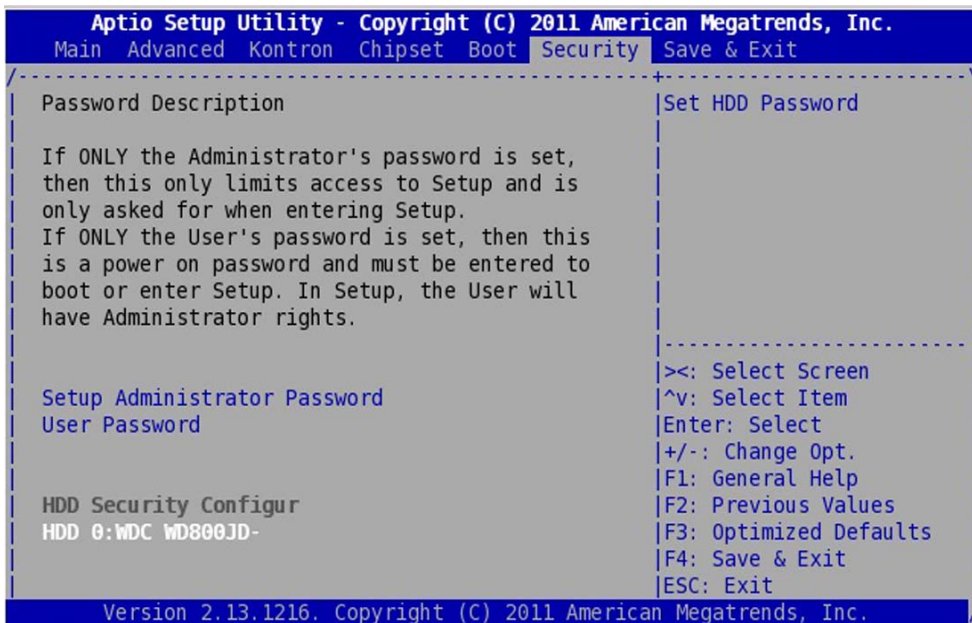 Aptio Setup Utility - Copyright (C) 2011 American Megatrends, Inc.
Main Advanced Kontron Chipset Boot Security Save & Exit
Password Description
If ONLY the Administrator's password is set,
then this only limits access to Setup and is
only asked for when entering Setup.
If ONLY the User's password is set, then this
is a power on password and must be entered to
boot or enter Setup. In Setup, the User will
have Administrator rights.
Setup Administrator Password
User Password
HDD Security Configur
HDD 0:WDC WD800JD-
Set HDD Password
><: Select Screen
^v: Select Item
Enter: Select
+/-: Change Opt.
F1: General Help
F2: Previous Values
F3: Optimized Defaults
F4: Save & Exit
ESC: Exit
Version 2.13.1216. Copyright (C) 2011 American Megatrends, Inc.